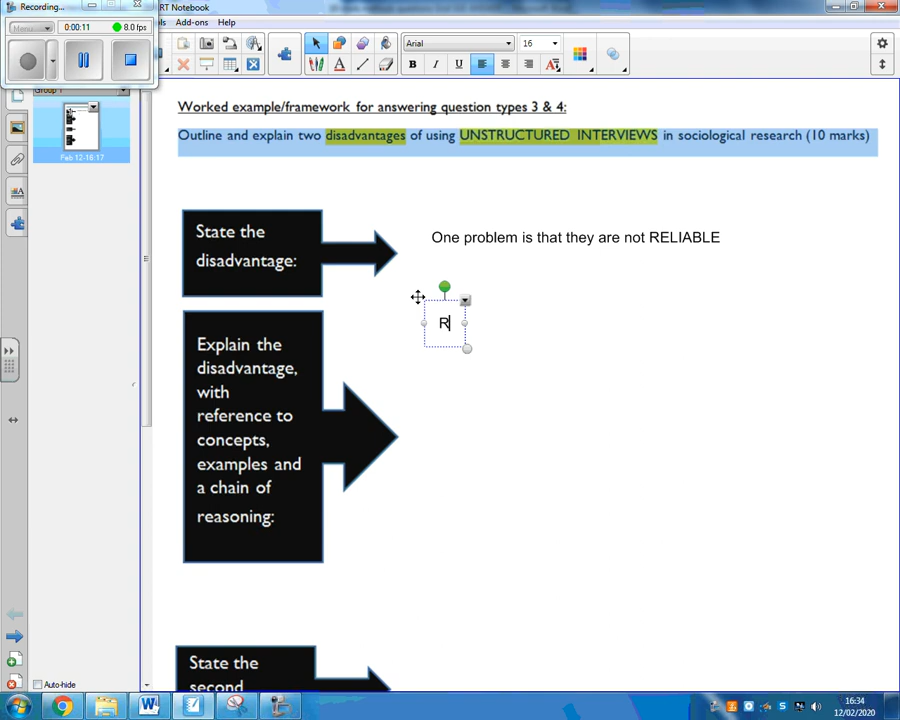 Recording...
RT Notebook
Menu
0:00:11
8.0 fps
ols Add-ons Help
Arial
16
B I U
Group 1
Feb 12-16:17
Worked example/framework for answering question types 3 & 4:
Outline and explain two disadvantages of using UNSTRUCTURED INTERVIEWS in sociological research (10 marks)
State the
disadvantage:
One problem is that they are not RELIABLE
R
Explain the
disadvantage,
with
reference to
concepts,
examples and
a chain of
reasoning:
State the
second
Auto-hide
16:34
12/02/2020